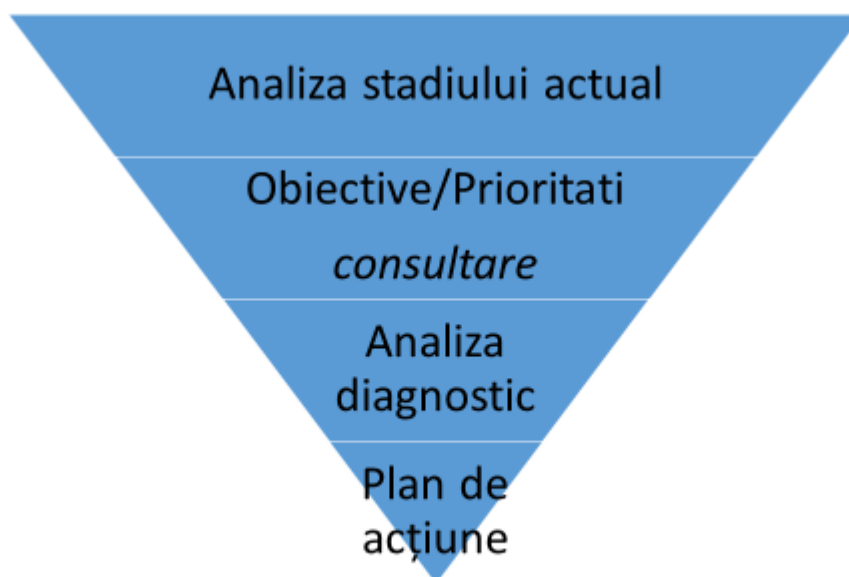 Analiza stadiului actual
Obiective/Prioritati
consultare
Analiza
diagnostic
Plan de
acțiune